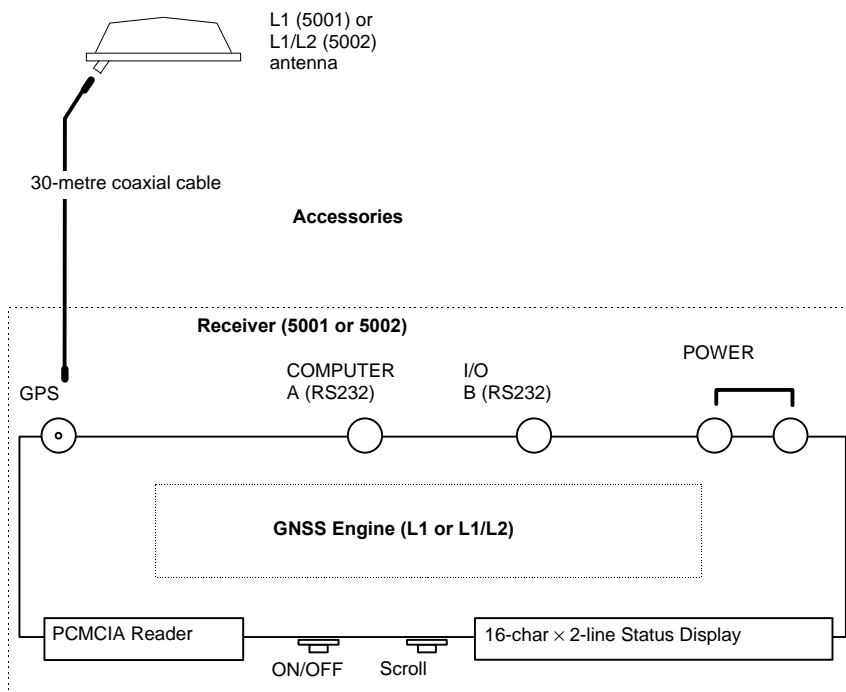 L1 (5001) or
L1/L2 (5002)
antenna
30-metre coaxial cable
Accessories
Receiver (5001 or 5002)
GPS
COMPUTER
A (RS232)
I/O
B (RS232)
POWER
GNSS Engine (L1 or L1/L2)
PCMCIA Reader
16-char × 2-line Status Display
ON/OFF
Scroll